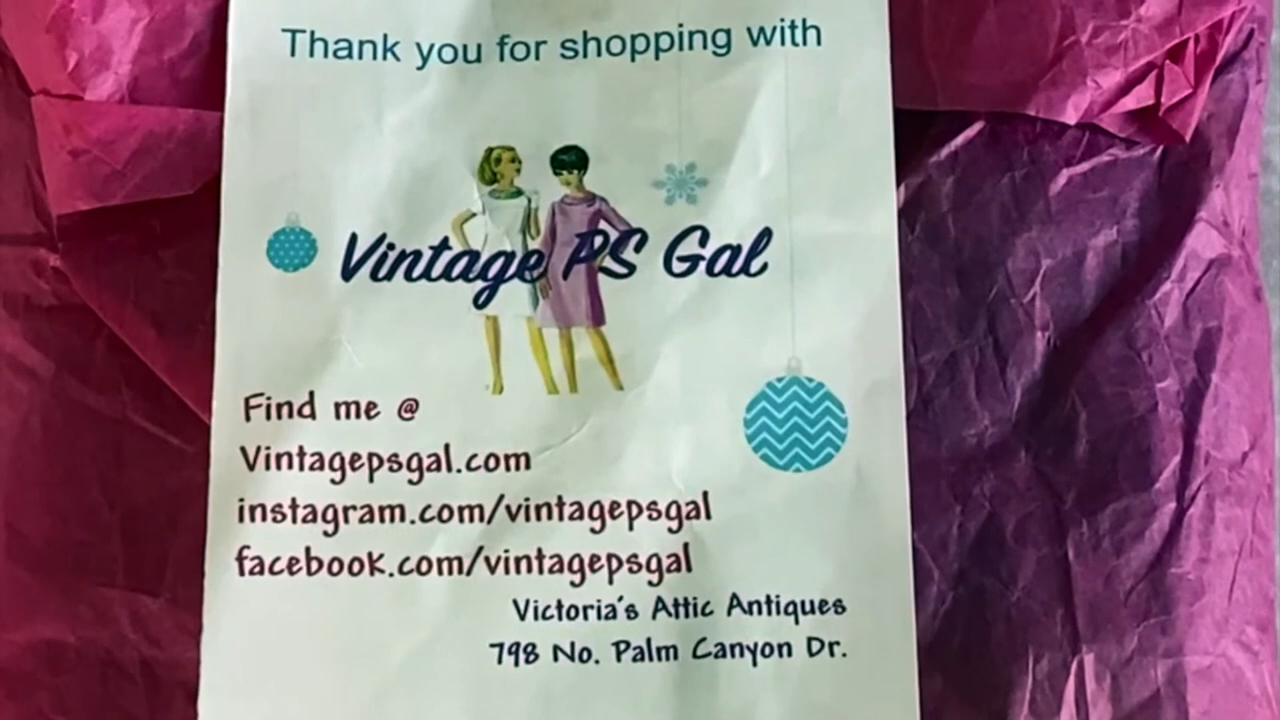 Thank you for shopping with
Vintage PS Gal
Find me @
Vintagepsgal.com
instagram.com/vintagepsgal
facebook.com/vintagepsgal
Victoria's Attic Antiques
798 No. Palm Canyon Dr.